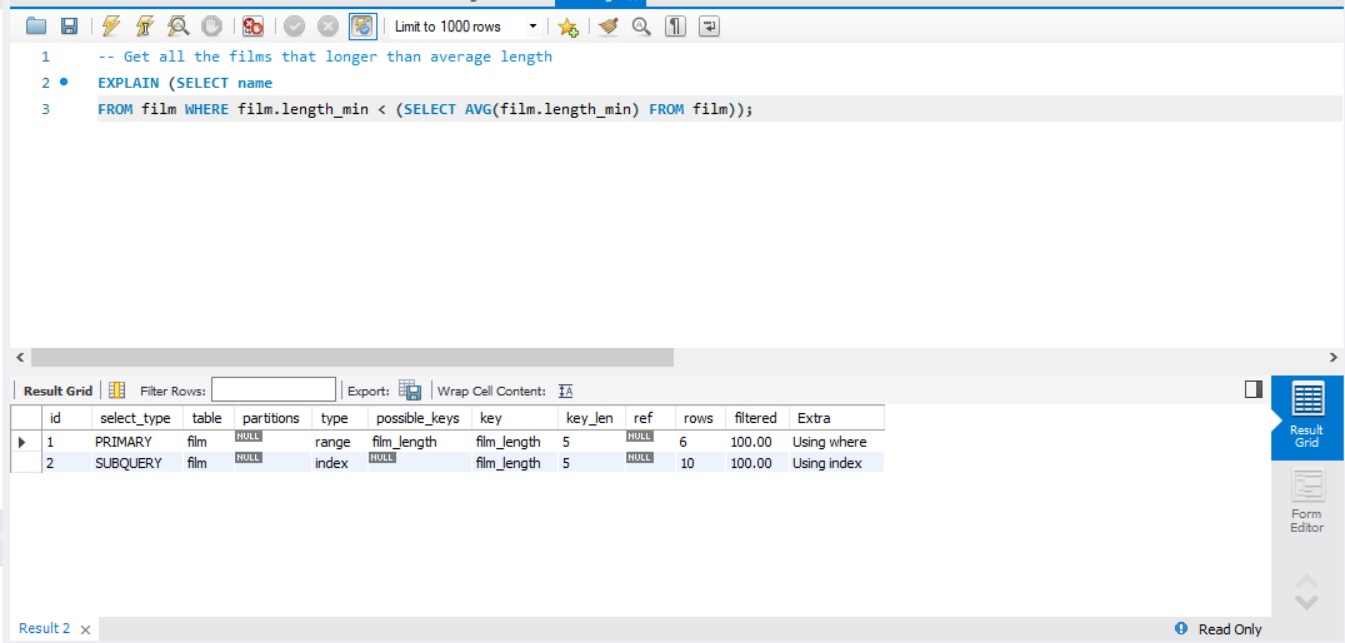 Limit to 1000 rows
1 -- Get all the films that longer than average length
2 EXPLAIN (SELECT name
3 FROM film WHERE film.length_min < (SELECT AVG(film.length_min) FROM film));
Result Grid Filter Rows: Export: Wrap Cell Content: IA
id select_type table partitions type possible_keys key key_len ref rows filtered Extra
1 PRIMARY film NULL range film_length film_length 5 NULL 6 100.00 Using where
2 SUBQUERY film NULL index NULL film_length 5 NULL 10 100.00 Using index
Result
Grid
Form
Editor
Result 2 Read Only